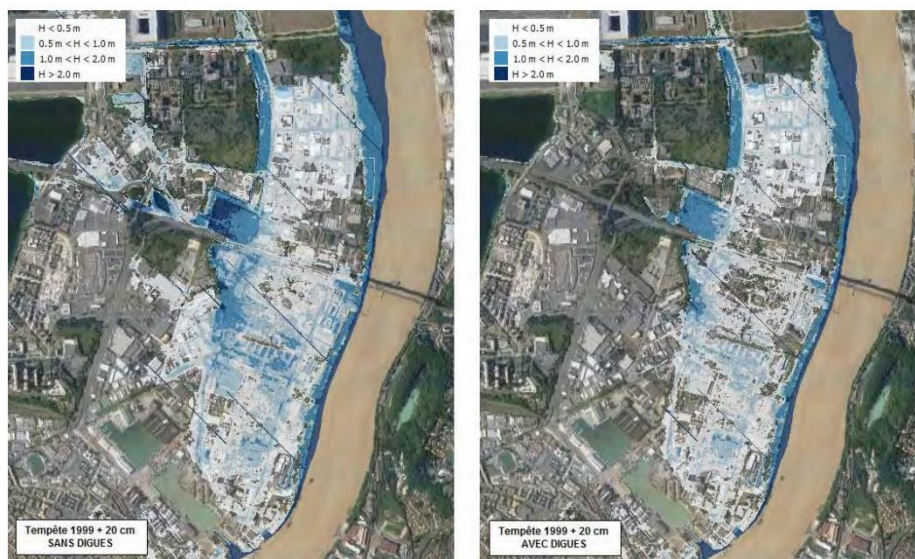 H < 0.5 m
0.5 m < H < 1.0 m
1.0 m < H < 2.0 m
H > 2.0 m
Tempête 1999 + 20 cm
SANS DIGUES
H < 0.5 m
0.5 m < H < 1.0 m
1.0 m < H < 2.0 m
H > 2.0 m
Tempête 1999 + 20 cm
AVEC DIGUES